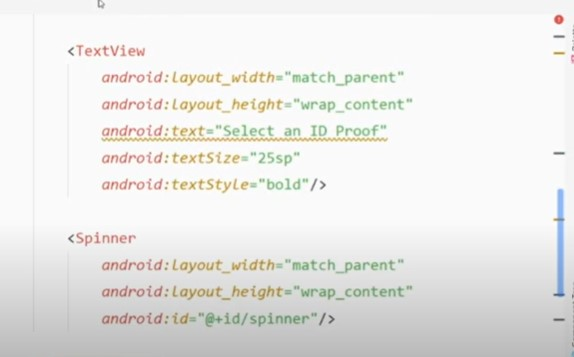 <TextView
android:layout_width="match_parent"
android:layout_height="wrap_content"
android:text="Select an ID Proof"
android:textSize="25sp"
android:textStyle="bold"/>
<Spinner
android:layout_width="match_parent"
android:layout_height="wrap_content"
android:id="@+id/spinner"/>